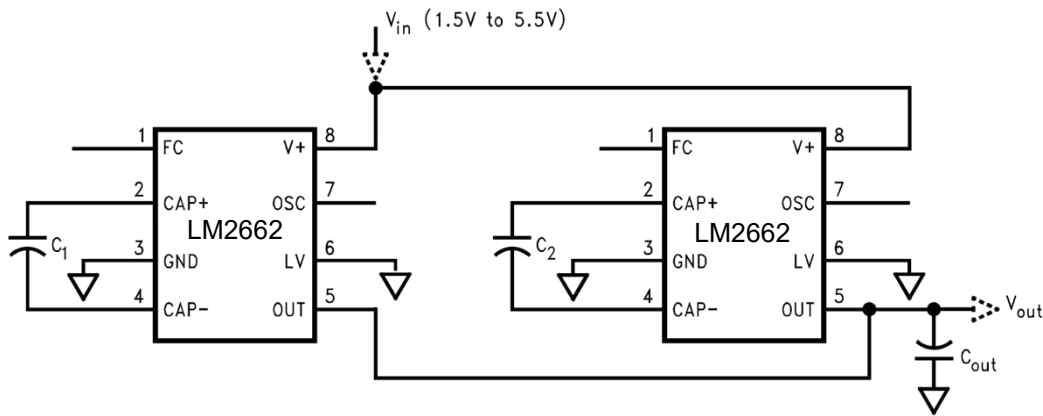 Vin (1.5V to 5.5V)
1 FC V+ 8
2 CAP+ OSC 7
LM2662
C1
3 GND LV 6
4 CAP- OUT 5
1 FC V+ 8
2 CAP+ OSC 7
LM2662
C2
3 GND LV 6
4 CAP- OUT 5
Vout
Cout